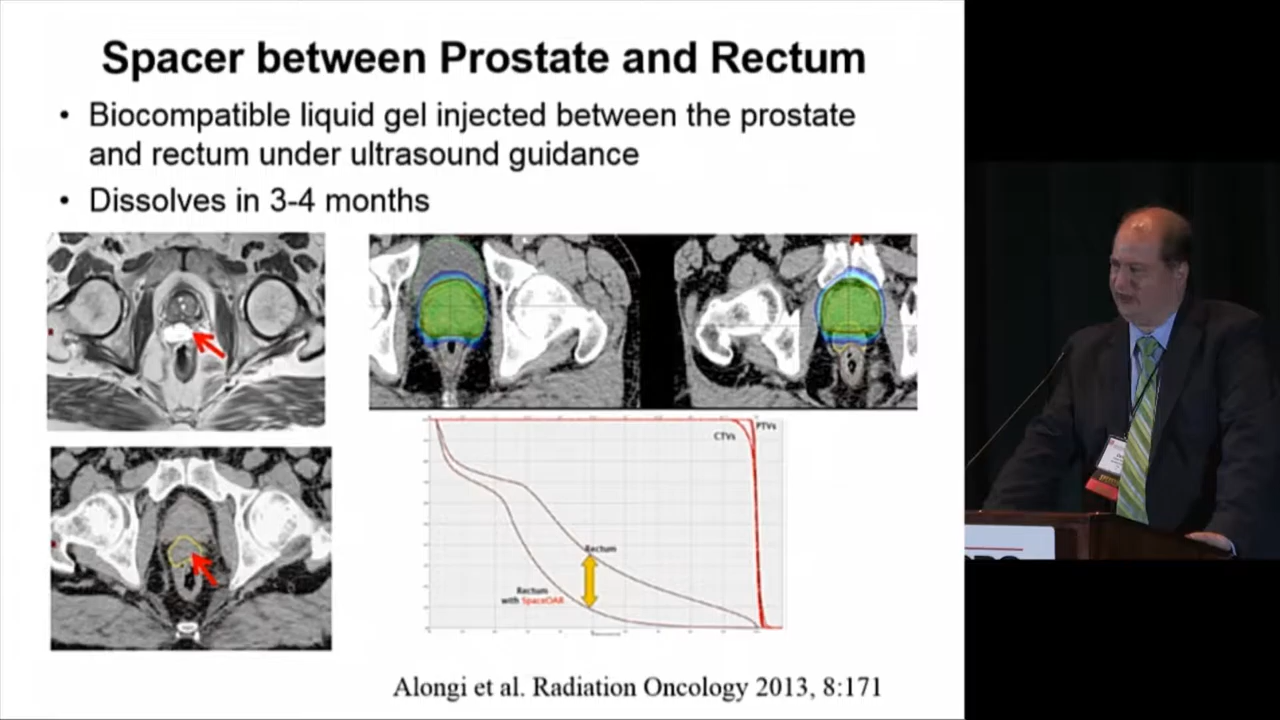 Spacer between Prostate and Rectum
• Biocompatible liquid gel injected between the prostate
and rectum under ultrasound guidance
• Dissolves in 3-4 months
CTVs
PTVs
Rectum
Rectum
with SpaceOAR
Alongi et al. Radiation Oncology 2013, 8:171